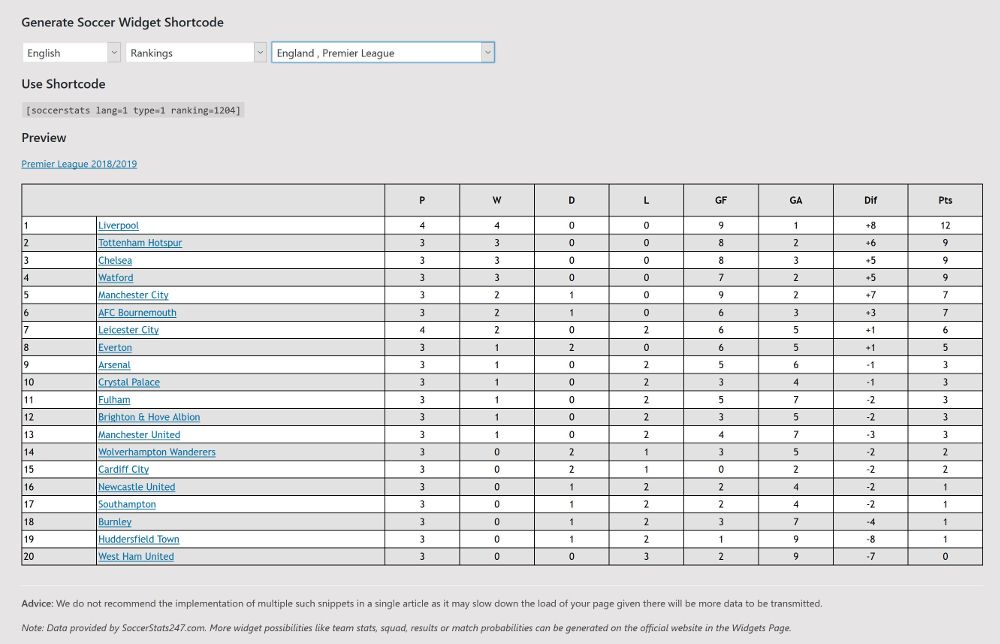 Generate Soccer Widget Shortcode
English Rankings England , Premier League
Use Shortcode
[soccerstats lang=1 type=1 ranking=1204]
Preview
Premier League 2018/2019
P W D L GF GA Dif Pts
1 Liverpool 4 4 0 0 9 1 +8 12
2 Tottenham Hotspur 3 3 0 0 8 2 +6 9
3 Chelsea 3 3 0 0 8 3 +5 9
4 Watford 3 3 0 0 7 2 +5 9
5 Manchester City 3 2 1 0 9 2 +7 7
6 AFC Bournemouth 3 2 1 0 6 3 +3 7
7 Leicester City 4 2 0 2 6 5 +1 6
8 Everton 3 1 2 0 6 5 +1 5
9 Arsenal 3 1 0 2 5 6 -1 3
10 Crystal Palace 3 1 0 2 3 4 -1 3
11 Fulham 3 1 0 2 5 7 -2 3
12 Brighton & Hove Albion 3 1 0 2 3 5 -2 3
13 Manchester United 3 1 0 2 4 7 -3 3
14 Wolverhampton Wanderers 3 0 2 1 3 5 -2 2
15 Cardiff City 3 0 2 1 0 2 -2 2
16 Newcastle United 3 0 1 2 2 4 -2 1
17 Southampton 3 0 1 2 2 4 -2 1
18 Burnley 3 0 1 2 3 7 -4 1
19 Huddersfield Town 3 0 1 2 1 9 -8 1
20 West Ham United 3 0 0 3 2 9 -7 0
Advice: We do not recommend the implementation of multiple such snippets in a single article as it may slow down the load of your page given there will be more data to be transmitted.
Note: Data provided by SoccerStats247.com. More widget possibilities like team stats, squad, results or match probabilities can be generated on the official website in the Widgets Page.